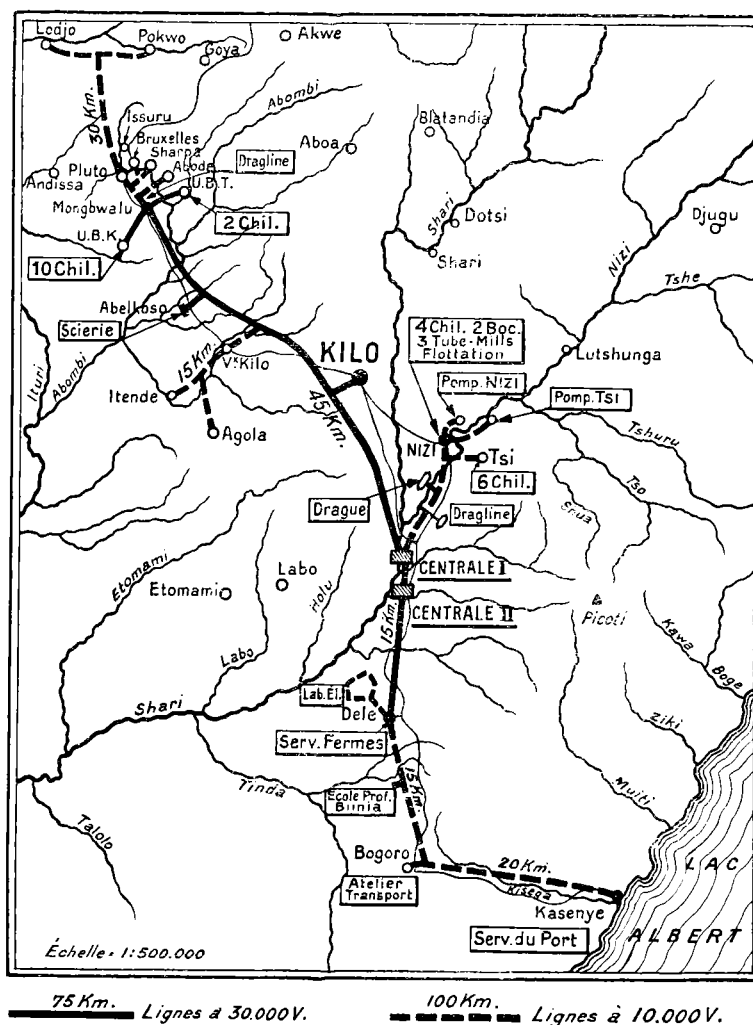 Lodjo
Pokwo
Goya
Akwe
30 Km.
Issuru
Bruxelles
Sharpa
Abode
Pluto
Andissa
Dragline
U.B.T.
Mongbwalu
U.B.K.
2 Chil.
10 Chil.
Abombi
Aboa
Blatandia
Shari
Dotsi
Shari
Nizi
Djugu
Tshe
Abelkoso
Scierie
Ituri
Abombi
15 Km.
Vx Kilo
Itende
Agola
KILO
45 Km.
4 Chil. 2 Boc.
3 Tube-Mills
Flottation
Lutshunga
Pomp. NIZI
Pomp. TSI
NIZI
Tsi
6 Chil.
Tshuru
Tso
Drague
Dragline
CENTRALE I
CENTRALE II
15 Km.
Etomami
Etomami
Labo
Holu
Labo
Picoti
Kawa
Boge
Ziki
Muiti
Shari
Lab. El.
Dele
Serv. Fermes
Tinda
Talolo
École Prof.
Bunia
15 Km.
Bogoro
Atelier
Transport
20 Km.
Kisega
Kasenye
Serv. du Port
LAC
ALBERT
Échelle = 1:500.000
75 Km. Lignes à 30.000 V.
100 Km. Lignes à 10.000 V.